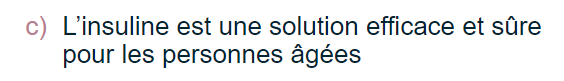 c) L’insuline est une solution efficace et sûre
pour les personnes âgées